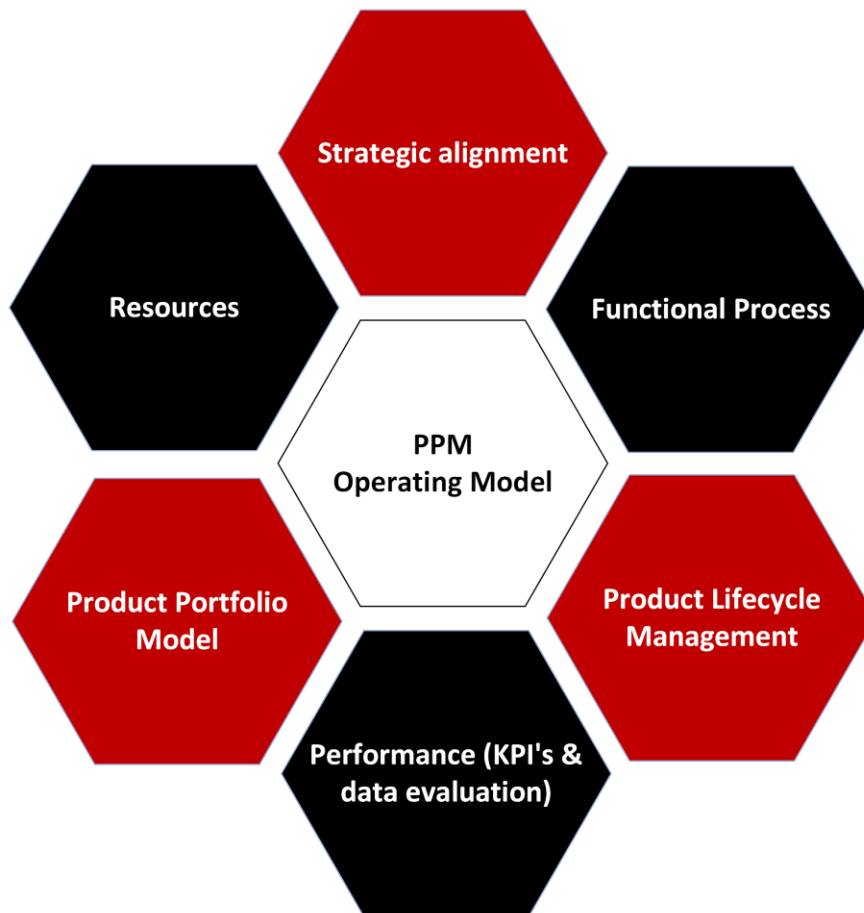 Strategic alignment
Resources
Functional Process
PPM
Operating Model
Product Portfolio
Model
Product Lifecycle
Management
Performance (KPI's &
data evaluation)